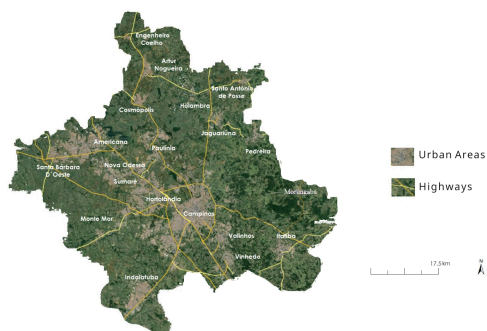 Engenheiro
Coelho
Artur
Nogueira
Santo Antônio
de Posse
Holambra
Cosmópolis
Jaguariúna
Americana
Paulínia
Pedreira
Nova Odessa
Santa Bárbara
D´Oeste
Sumaré
Morungaba
Hortolândia
Monte Mor
Campinas
Valinhos
Itatiba
Vinhedo
Indaiatuba
Urban Areas
Highways
17,5km
N